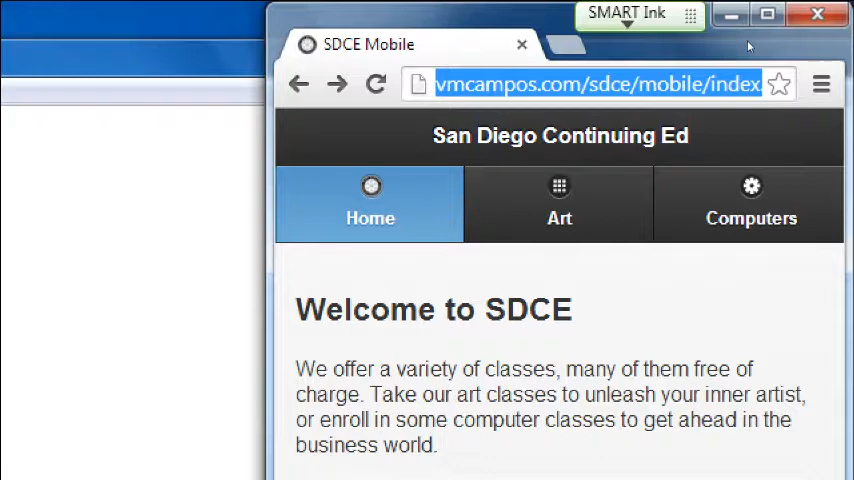 SMART Ink
SDCE Mobile
vmcampos.com/sdce/mobile/index.
San Diego Continuing Ed
Home
Art
Computers
Welcome to SDCE
We offer a variety of classes, many of them free of
charge. Take our art classes to unleash your inner artist,
or enroll in some computer classes to get ahead in the
business world.